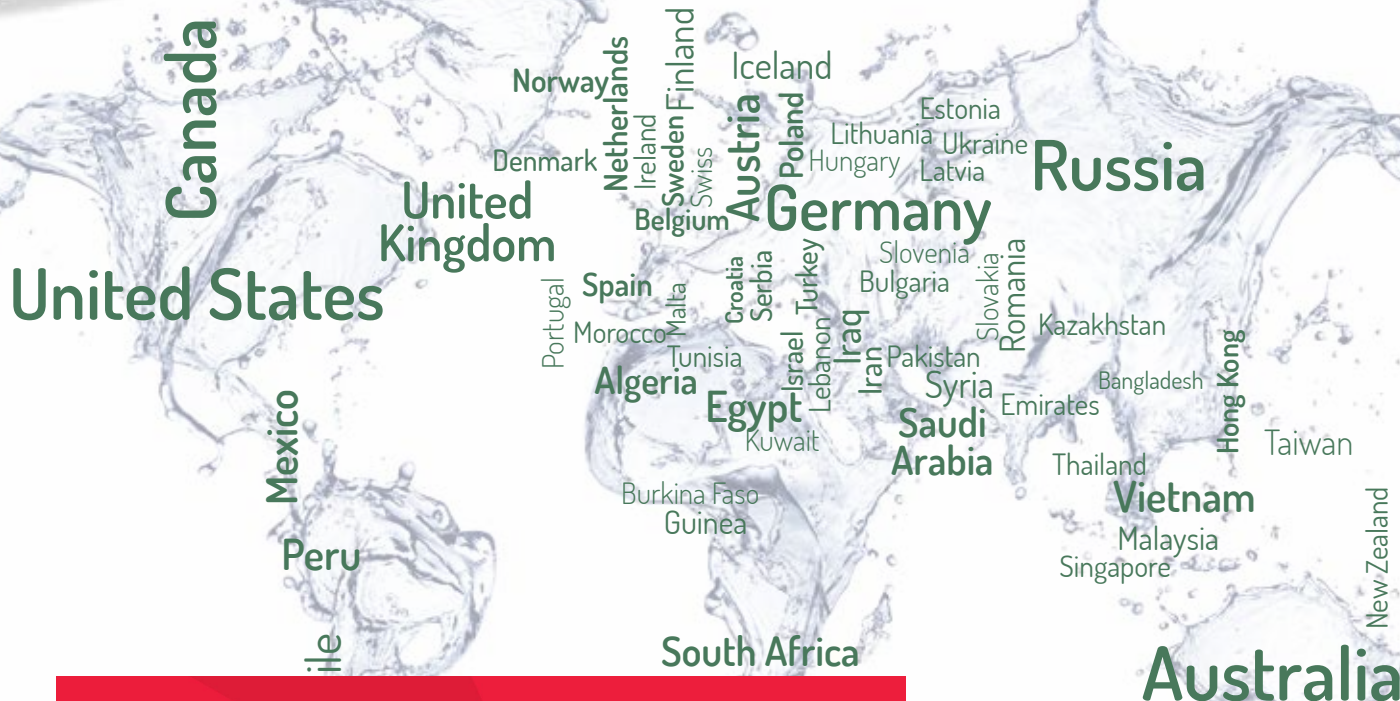 Canada
Finland
Netherlands
Norway
Iceland
Austria
Poland
Estonia
Ireland
Sweden
Lithuania
Ukraine
Russia
Denmark
Swiss
Hungary
Latvia
United
Kingdom
Belgium
Germany
United States
Portugal
Spain
Malta
Croatia
Serbia
Turkey
Slovenia
Bulgaria
Slovakia
Romania
Morocco
Tunisia
Israel
Lebanon
Iraq
Iran
Pakistan
Kazakhstan
Algeria
Egypt
Syria
Bangladesh
Hong Kong
Mexico
Kuwait
Saudi
Arabia
Emirates
Taiwan
Thailand
Burkina Faso
Guinea
Vietnam
Malaysia
Singapore
New Zealand
Peru
ile
South Africa
Australia